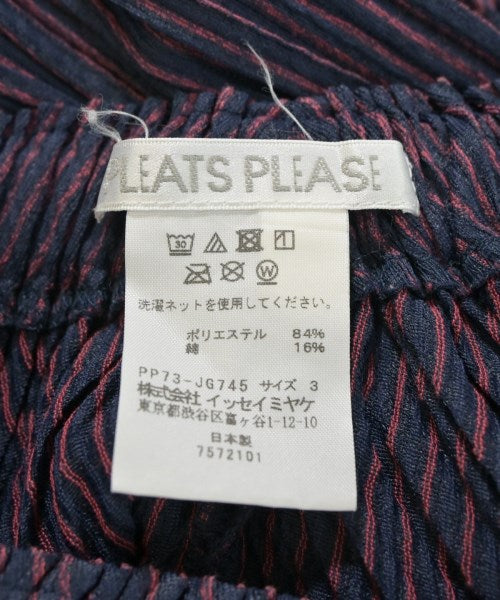 PLEATS PLEASE
30
W
洗濯ネットを使用してください。
ポリエステル 84%
綿 16%
PP73-JG745 サイズ 3
株式会社 イッセイミヤケ
東京都渋谷区富ヶ谷1-12-10
日本製
7572101